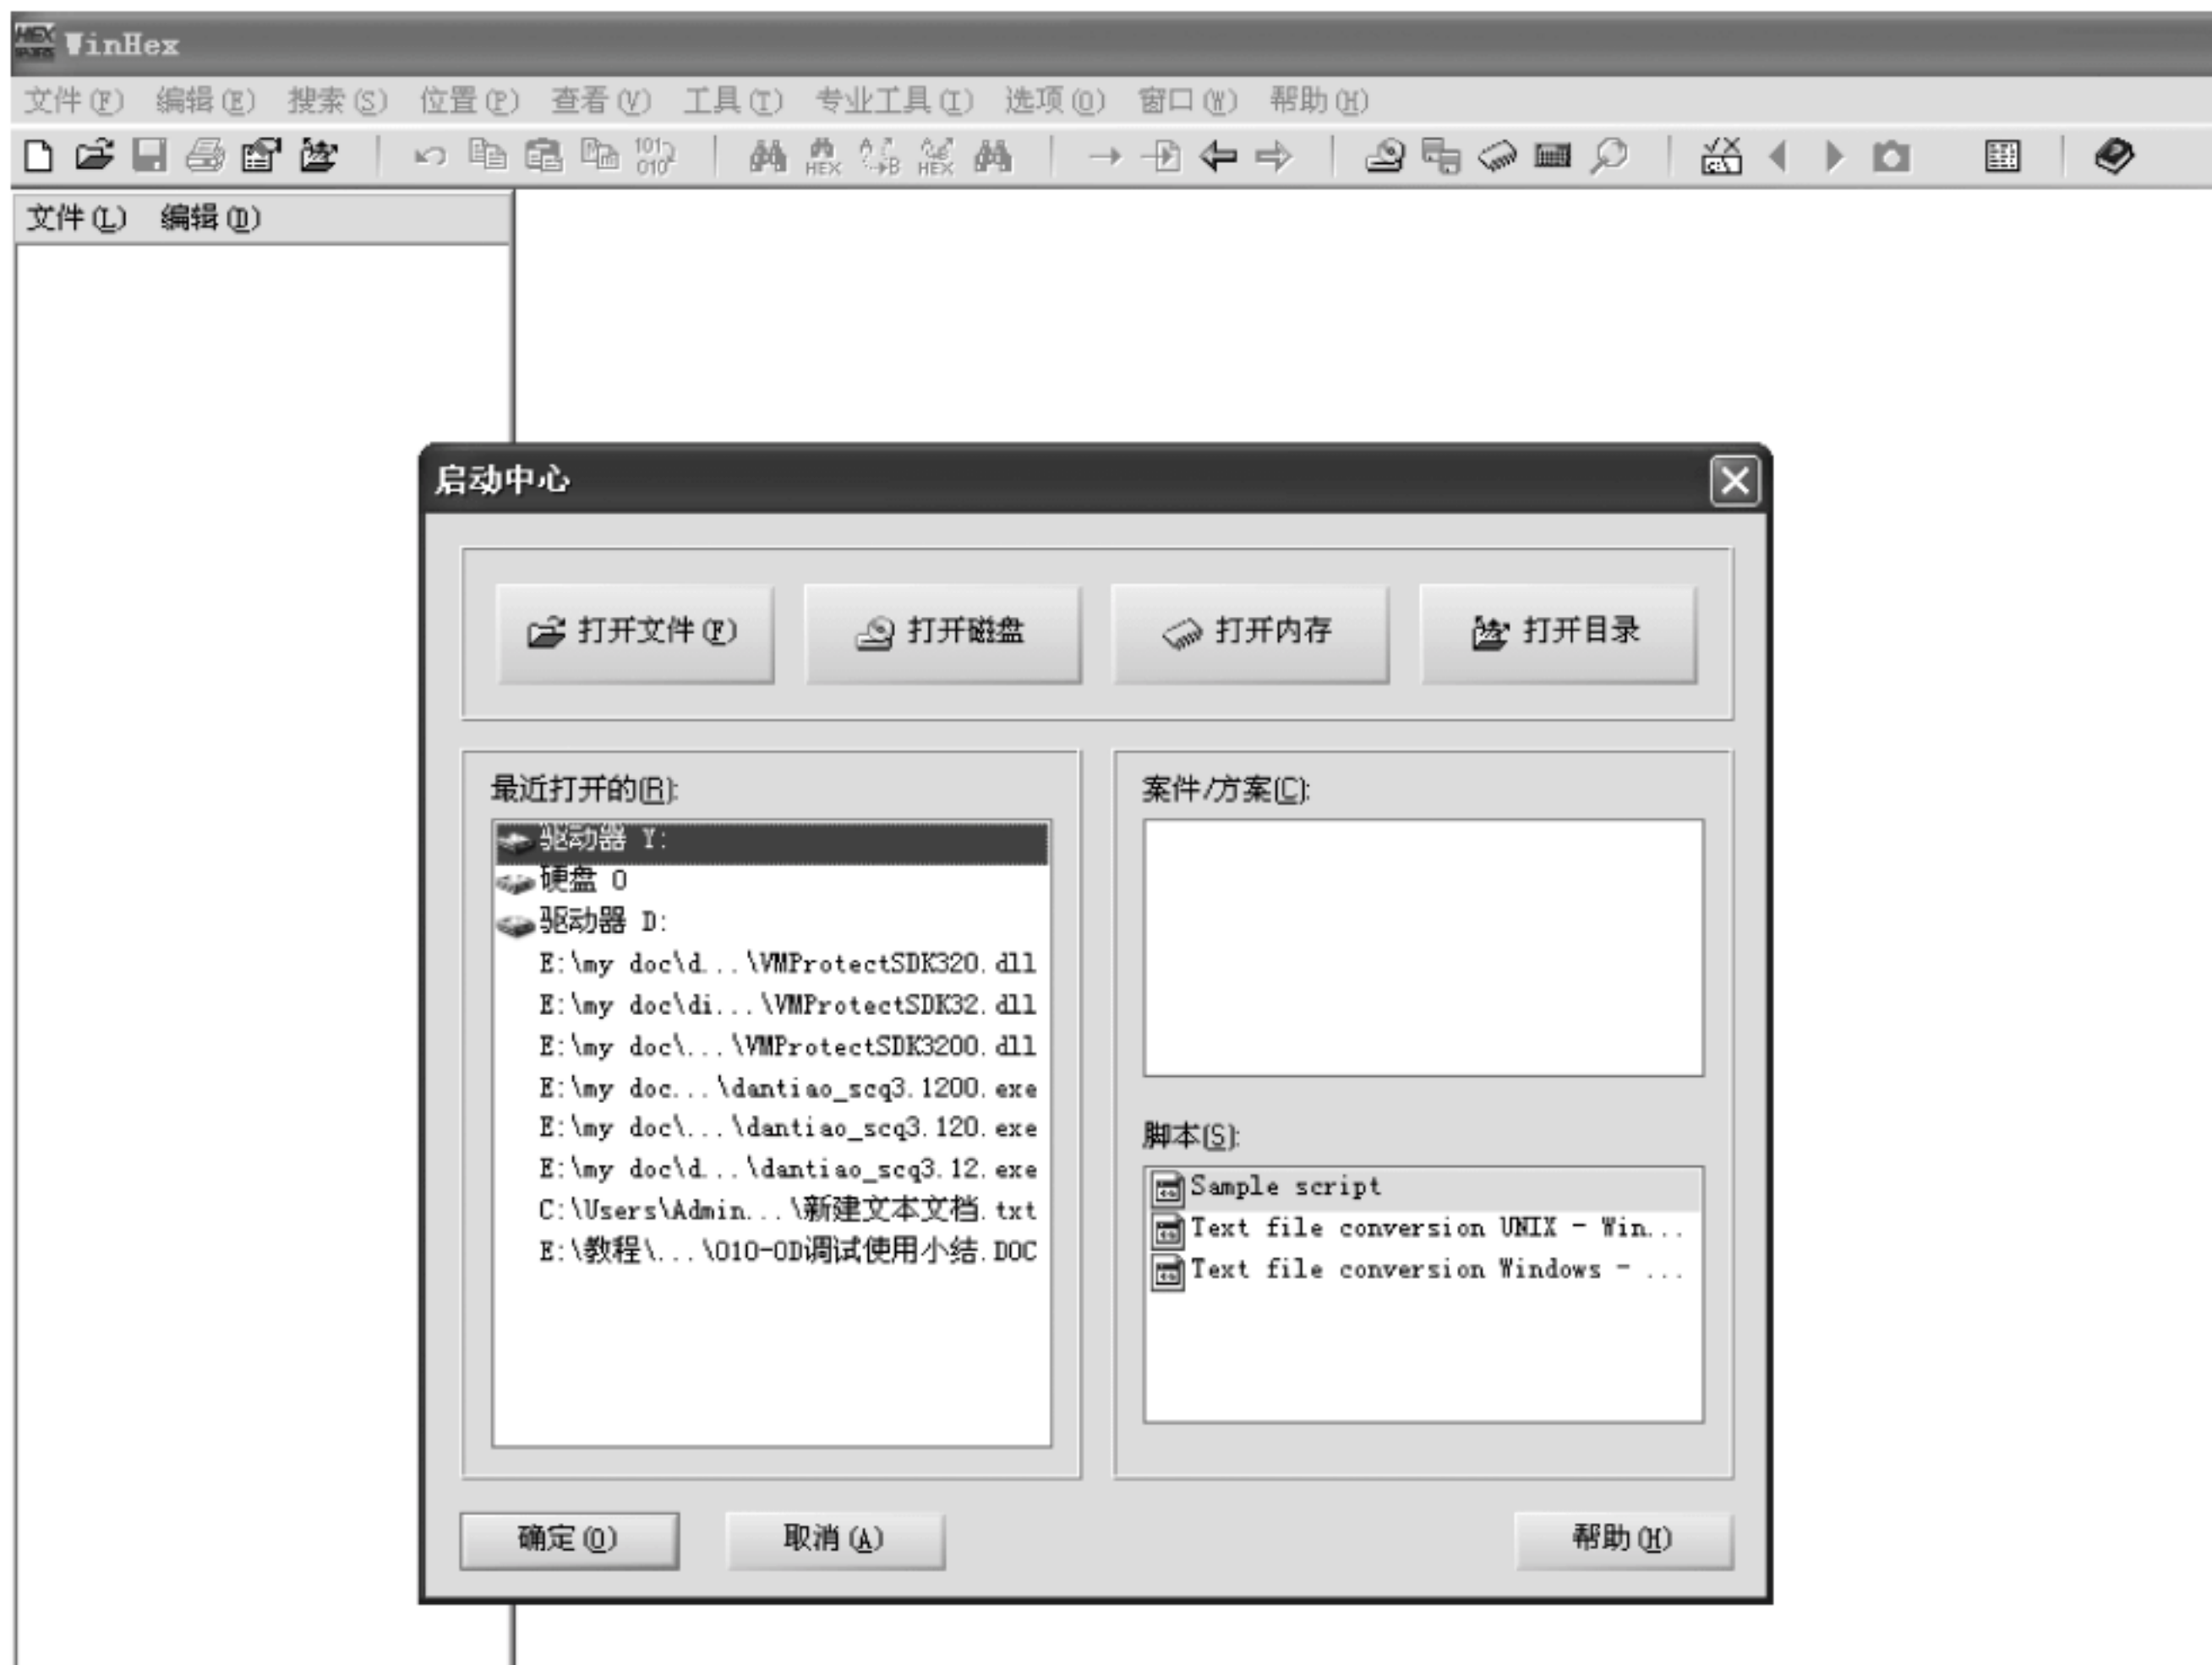 WinHex
文件(F) 编辑(E) 搜索(S) 位置(P) 查看(V) 工具(T) 专业工具(I) 选项(O) 窗口(W) 帮助(H)
文件(L) 编辑(D)
启动中心
打开文件(F) 打开磁盘 打开内存 打开目录
最近打开的(R):
驱动器 Y:
硬盘 0
驱动器 D:
E:\my doc\d...\VMProtectSDK320.dll
E:\my doc\di...\VMProtectSDK32.dll
E:\my doc\...\VMProtectSDK3200.dll
E:\my doc...\dantiao_scq3.1200.exe
E:\my doc\...\dantiao_scq3.120.exe
E:\my doc\d...\dantiao_scq3.12.exe
C:\Users\Admin...\新建文本文档.txt
E:\教程\...\010-OD调试使用小结.DOC
案件/方案(C):
脚本(S):
Sample script
Text file conversion UNIX - Win...
Text file conversion Windows - ...
确定(O) 取消(A) 帮助(H)